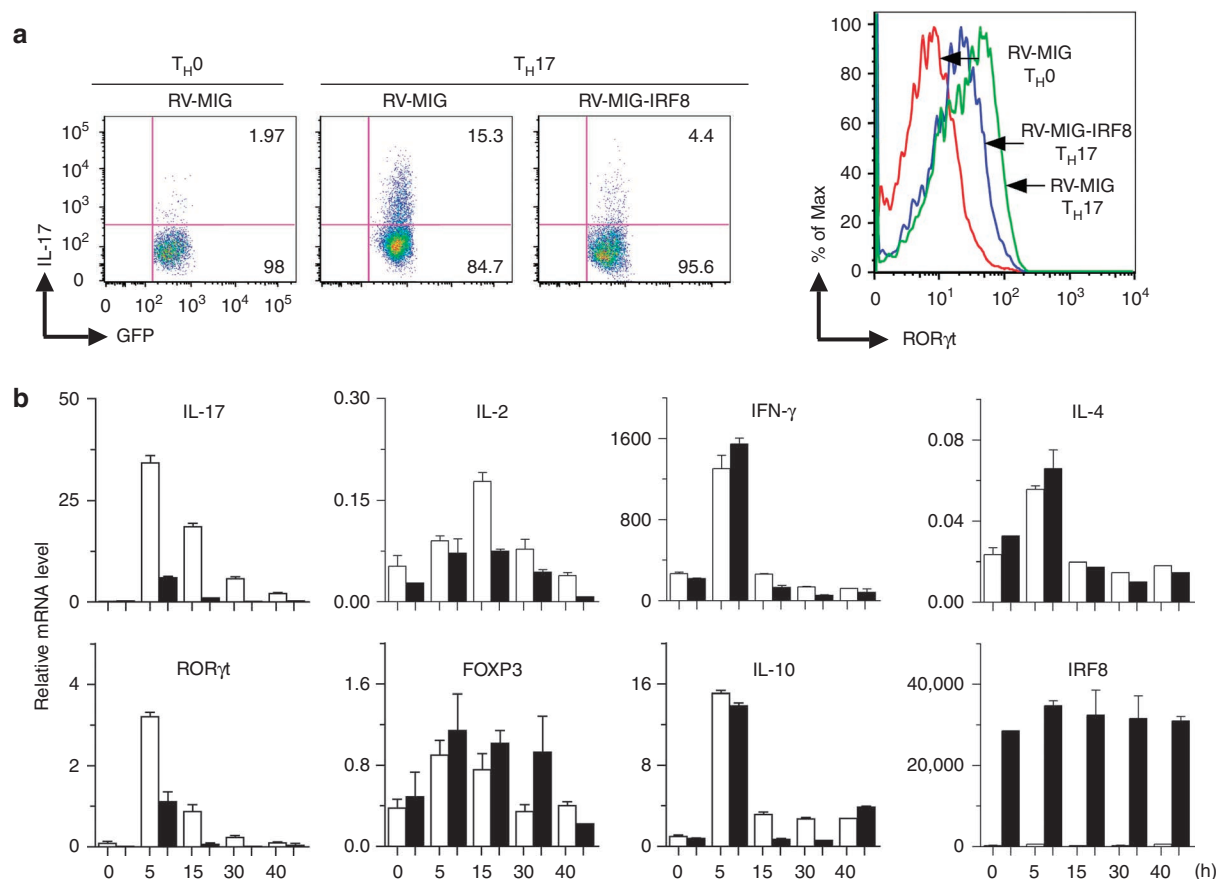 a
T_H0
T_H17
RV-MIG
RV-MIG
RV-MIG-IRF8
1.97
98
15.3
84.7
4.4
95.6
10^5
10^4
10^3
10^2
0
IL-17
0 10^2 10^3 10^4 10^5
GFP
100
80
60
40
20
0
% of Max
RV-MIG
T_H0
RV-MIG-IRF8
T_H17
RV-MIG
T_H17
0 10^1 10^2 10^3 10^4
RORγt
b
Relative mRNA level
IL-17
50
25
0
IL-2
0.30
0.15
0.00
IFN-γ
1600
800
0
IL-4
0.08
0.04
0.00
RORγt
4
2
0
0 5 15 30 40
FOXP3
1.6
0.8
0.0
0 5 15 30 40
IL-10
16
8
0
0 5 15 30 40
IRF8
40,000
20,000
0
0 5 15 30 40 (h)